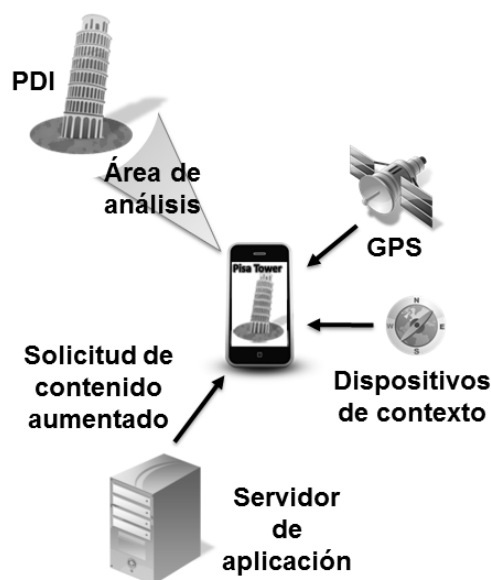 PDI
Área de
análisis
GPS
Pisa Tower
N
W
E
S
Solicitud de
contenido
aumentado
Dispositivos
de contexto
Servidor
de
aplicación